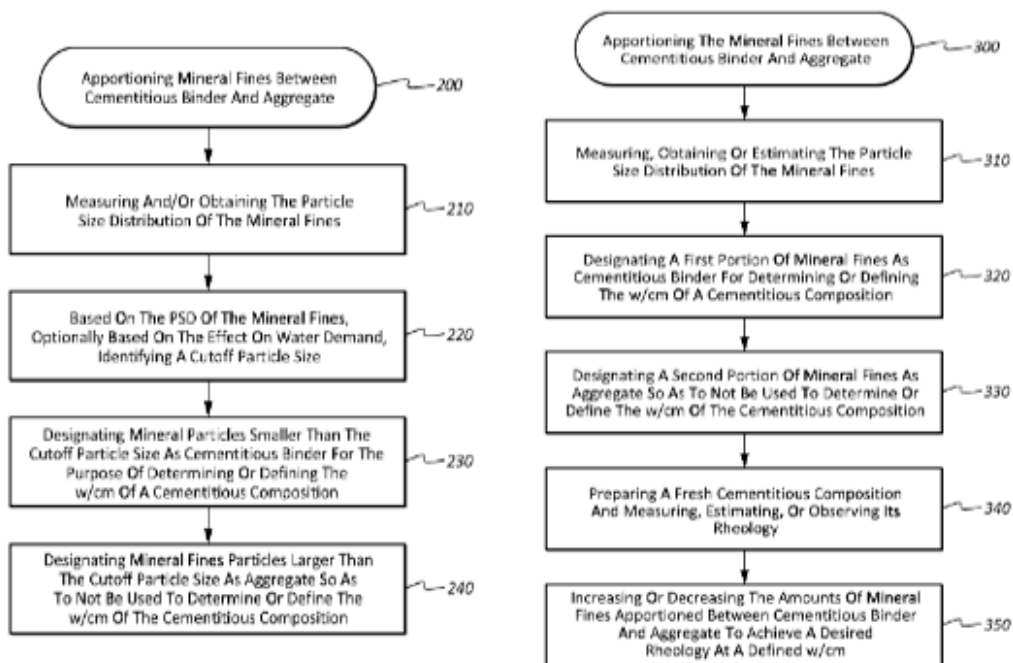 Apportioning Mineral Fines Between
Cementitious Binder And Aggregate
200
Measuring And/Or Obtaining The Particle
Size Distribution Of The Mineral Fines
210
Based On The PSD Of The Mineral Fines,
Optionally Based On The Effect On Water Demand,
Identifying A Cutoff Particle Size
220
Designating Mineral Particles Smaller Than The
Cutoff Particle Size As Cementitious Binder For The
Purpose Of Determining Or Defining The
w/cm Of A Cementitious Composition
230
Designating Mineral Fines Particles Larger Than
The Cutoff Particle Size As Aggregate So As
To Not Be Used To Determine Or Define The
w/cm Of The Cementitious Composition
240
Apportioning The Mineral Fines Between
Cementitious Binder And Aggregate
300
Measuring, Obtaining Or Estimating The Particle
Size Distribution Of The Mineral Fines
310
Designating A First Portion Of Mineral Fines As
Cementitious Binder For Determining Or Defining
The w/cm Of A Cementitious Composition
320
Designating A Second Portion Of Mineral Fines As
Aggregate So As To Not Be Used To Determine Or
Define The w/cm Of The Cementitious Composition
330
Preparing A Fresh Cementitious Composition
And Measuring, Estimating, Or Observing Its
Rheology
340
Increasing Or Decreasing The Amounts Of Mineral
Fines Apportioned Between Cementitious Binder
And Aggregate To Achieve A Desired
Rheology At A Defined w/cm
350